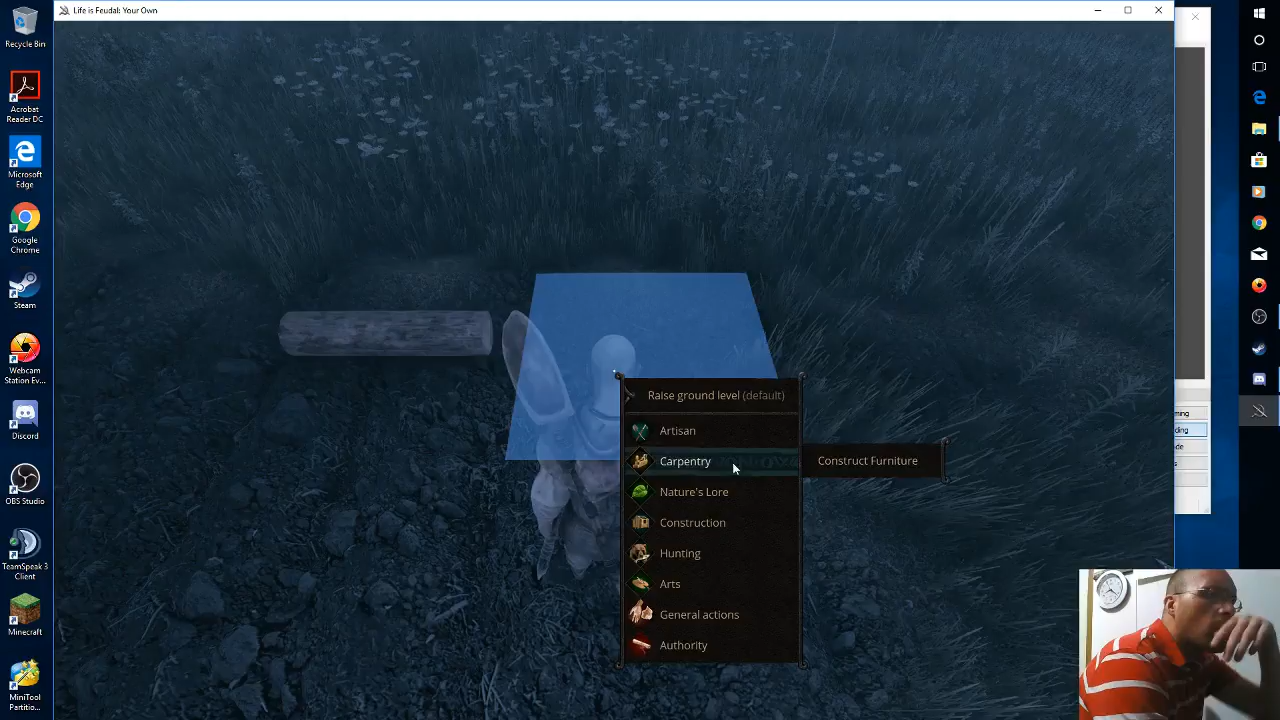 Life is Feudal: Your Own
Recycle Bin
Acrobat
Reader DC
Microsoft
Edge
Google
Chrome
Steam
Webcam
Station Ev...
Discord
OBS Studio
TeamSpeak 3
Client
Minecraft
MiniTool
Partitio...
Raise ground level (default)
Artisan
Carpentry
Construct Furniture
Nature's Lore
Construction
Hunting
Arts
General actions
Authority